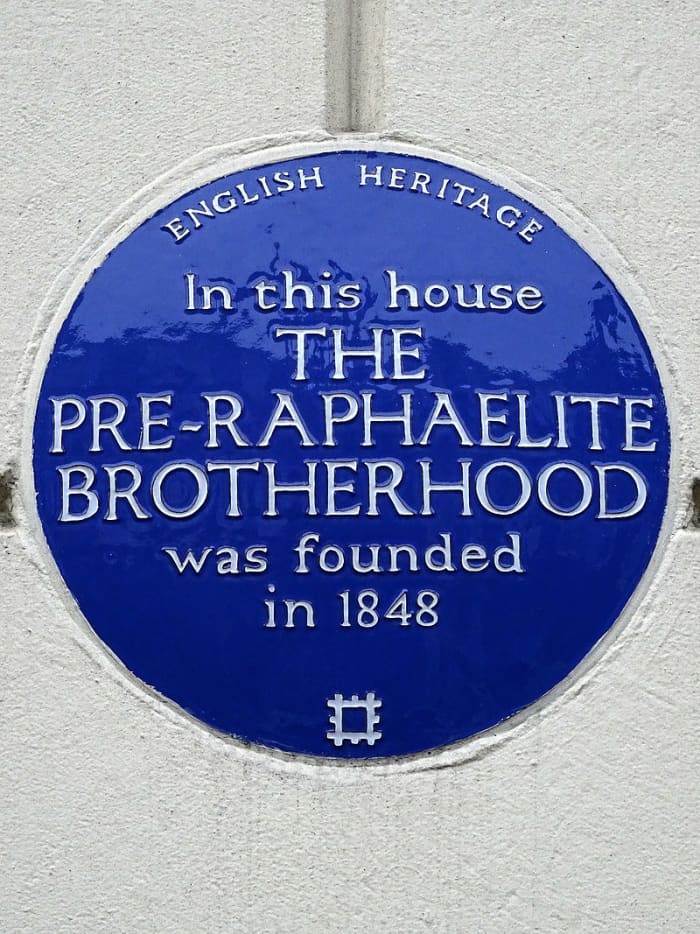 ENGLISH HERITAGE
In this house
THE
PRE-RAPHAELITE
BROTHERHOOD
was founded
in 1848